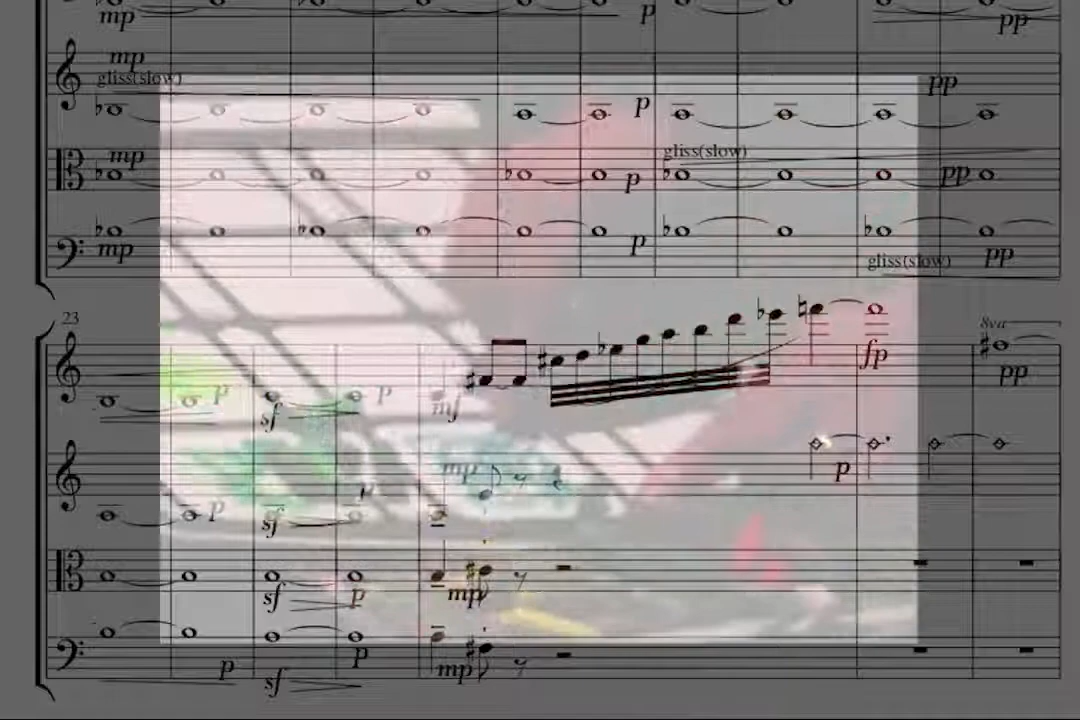 mp p pp
mp
gliss(slow) pp
p
mp gliss(slow)
p pp
mp p pp
gliss(slow)
23
8va
p p fp pp
sf mf
mp p
p p
sf
sf p mp
p p mp
sf